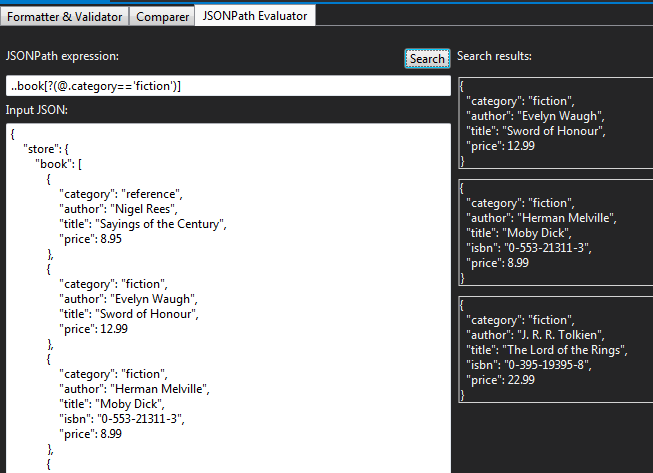 Formatter & Validator
Comparer
JSONPath Evaluator
JSONPath expression:
Search
..book[?(@.category=='fiction')]
Input JSON:
{
"store": {
"book": [
{
"category": "reference",
"author": "Nigel Rees",
"title": "Sayings of the Century",
"price": 8.95
},
{
"category": "fiction",
"author": "Evelyn Waugh",
"title": "Sword of Honour",
"price": 12.99
},
{
"category": "fiction",
"author": "Herman Melville",
"title": "Moby Dick",
"isbn": "0-553-21311-3",
"price": 8.99
},
{
Search results:
{
"category": "fiction",
"author": "Evelyn Waugh",
"title": "Sword of Honour",
"price": 12.99
}
{
"category": "fiction",
"author": "Herman Melville",
"title": "Moby Dick",
"isbn": "0-553-21311-3",
"price": 8.99
}
{
"category": "fiction",
"author": "J. R. R. Tolkien",
"title": "The Lord of the Rings",
"isbn": "0-395-19395-8",
"price": 22.99
}